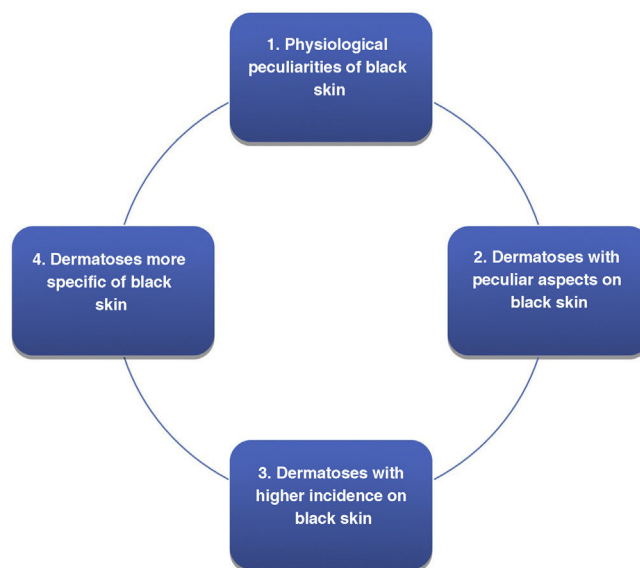 1. Physiological
peculiarities of black
skin
2. Dermatoses with
peculiar aspects on
black skin
3. Dermatoses with
higher incidence on
black skin
4. Dermatoses more
specific of black
skin